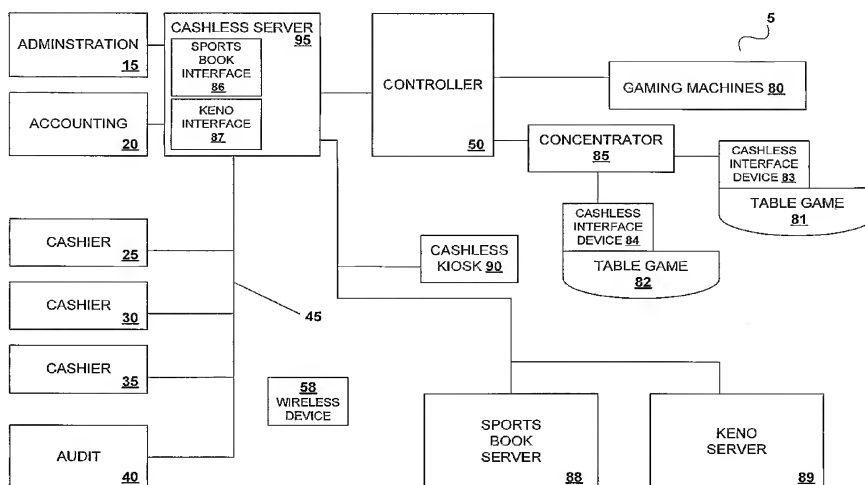 ADMINSTRATION
15
ACCOUNTING
20
CASHLESS SERVER
95
SPORTS
BOOK
INTERFACE
86
KENO
INTERFACE
87
CONTROLLER
50
5
GAMING MACHINES 80
CONCENTRATOR
85
CASHLESS
INTERFACE
DEVICE 83
TABLE GAME
81
CASHLESS
INTERFACE
DEVICE 84
TABLE GAME
82
CASHIER
25
CASHIER
30
CASHIER
35
AUDIT
40
45
CASHLESS
KIOSK 90
58
WIRELESS
DEVICE
SPORTS
BOOK
SERVER
88
KENO
SERVER
89